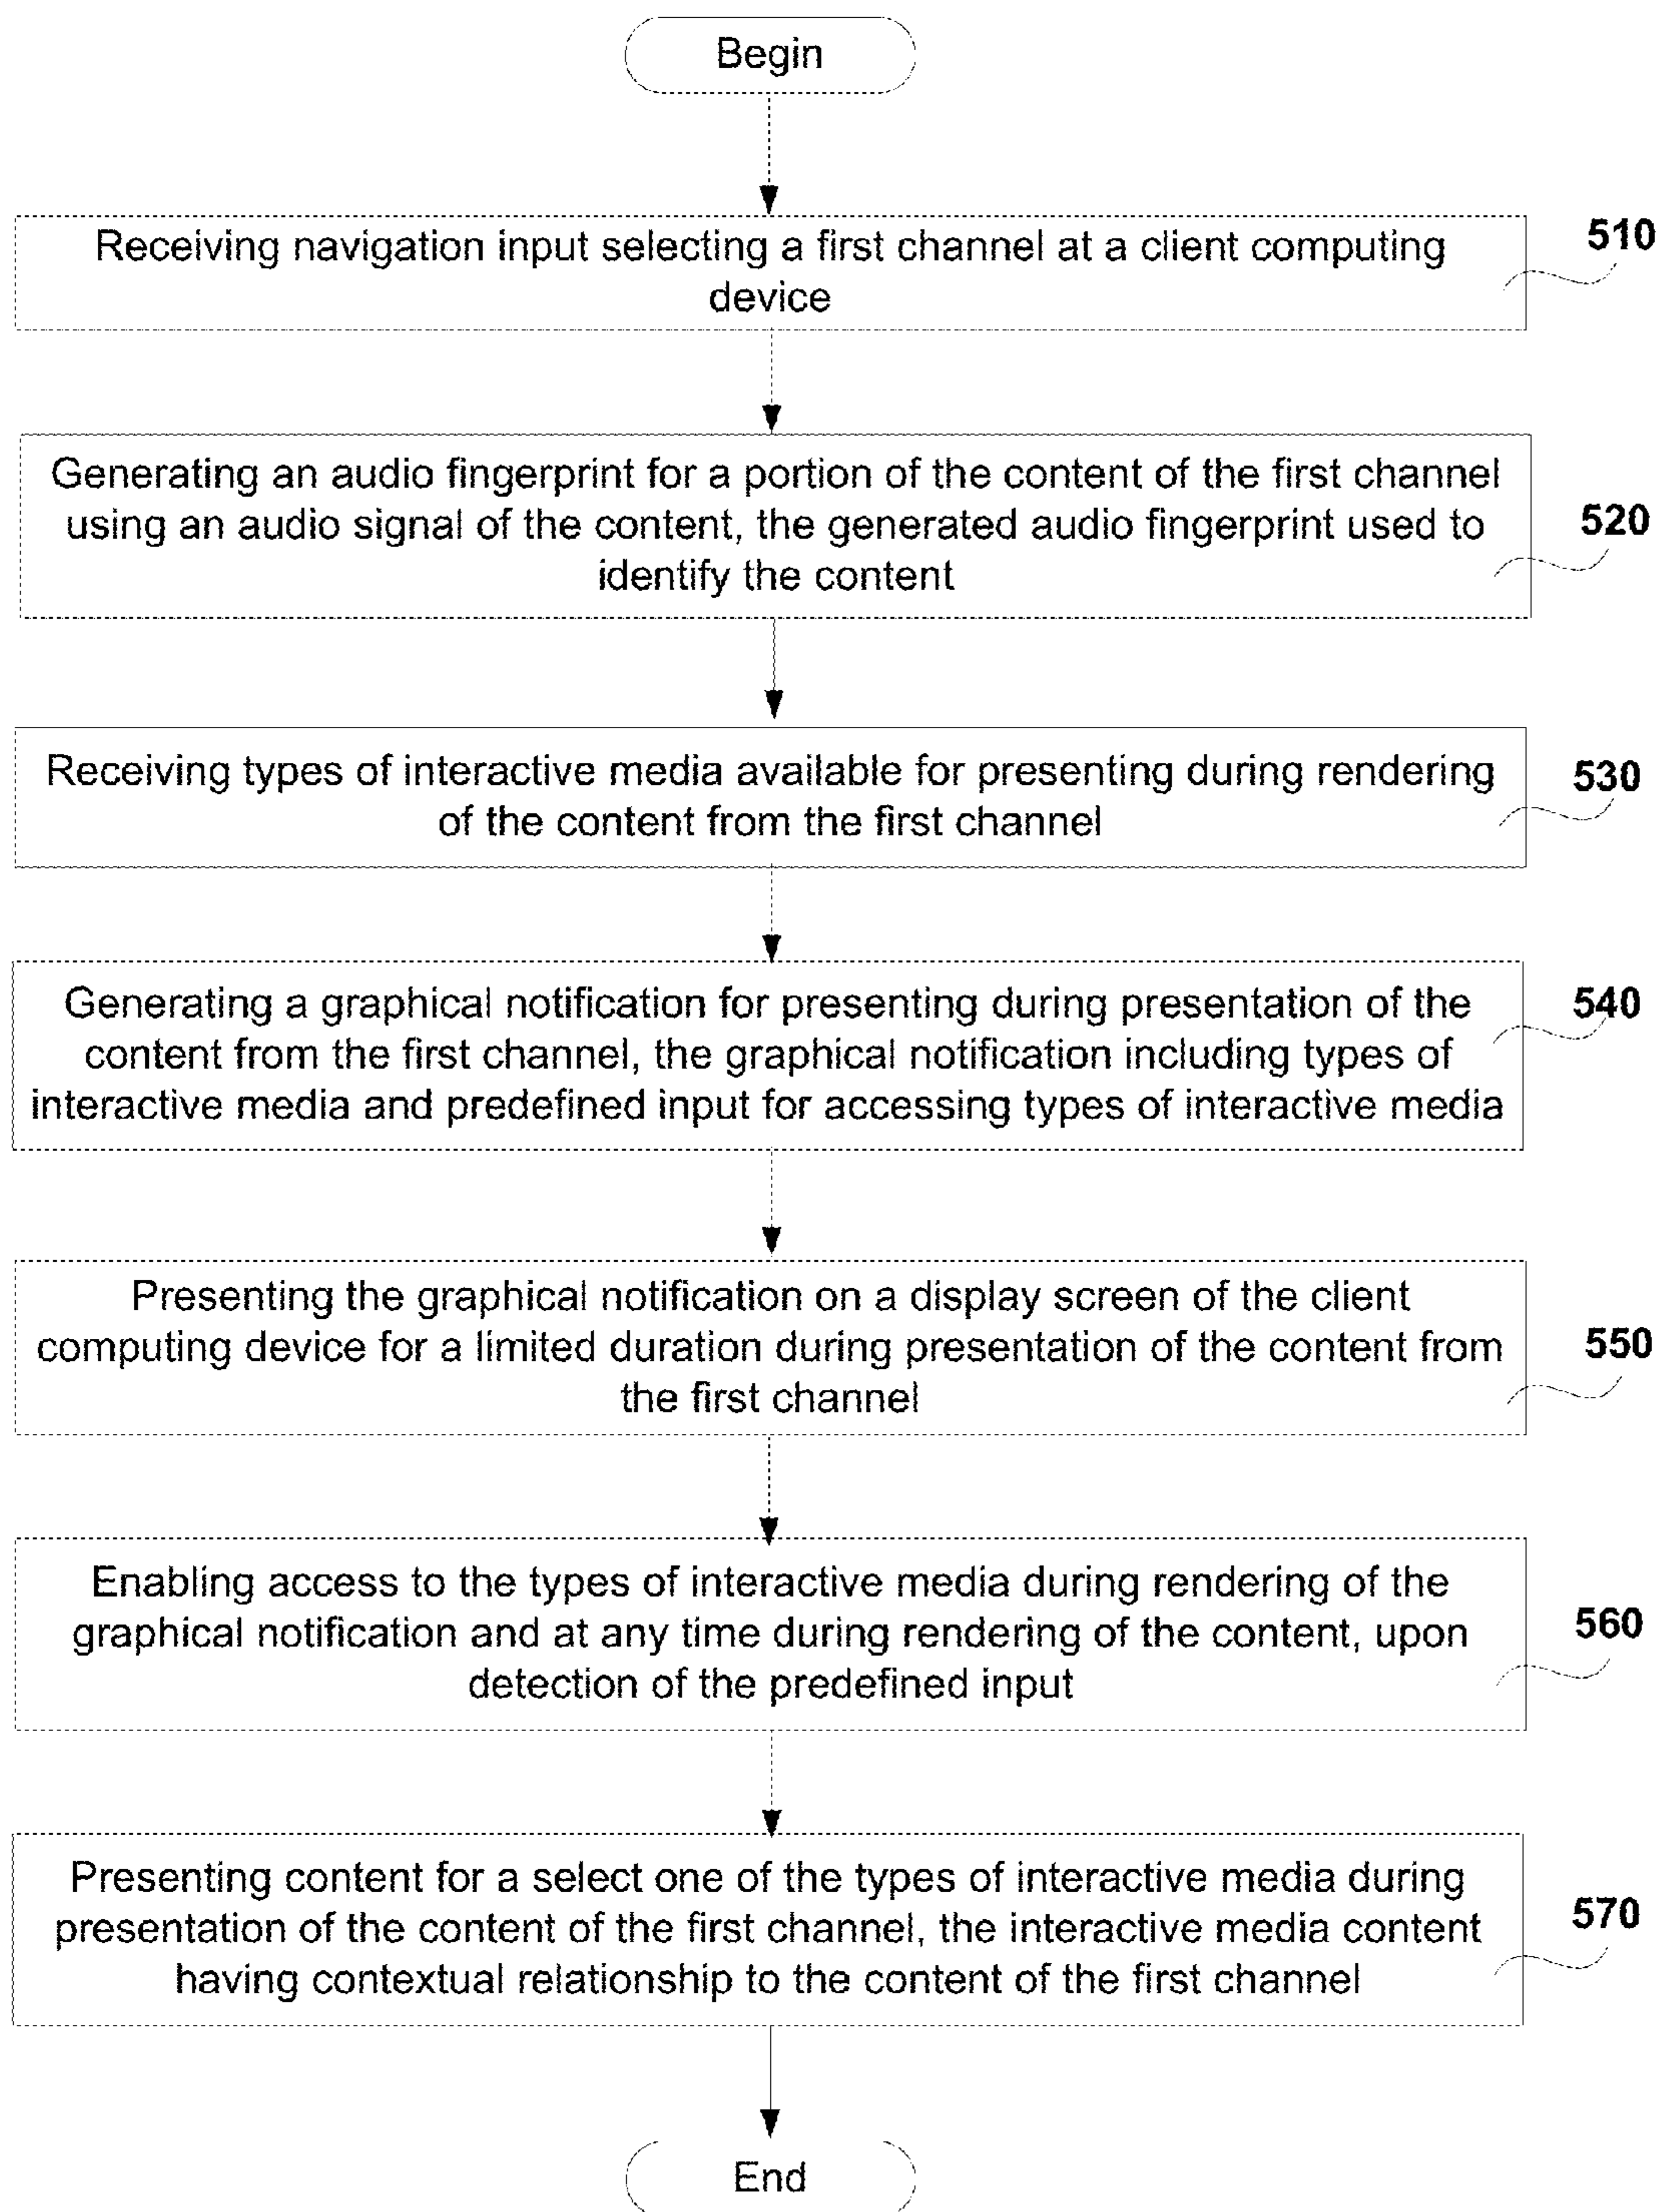 Begin
Receiving navigation input selecting a first channel at a client computing
device
510
Generating an audio fingerprint for a portion of the content of the first channel
using an audio signal of the content, the generated audio fingerprint used to
identify the content
520
Receiving types of interactive media available for presenting during rendering
of the content from the first channel
530
Generating a graphical notification for presenting during presentation of the
content from the first channel, the graphical notification including types of
interactive media and predefined input for accessing types of interactive media
540
Presenting the graphical notification on a display screen of the client
computing device for a limited duration during presentation of the content from
the first channel
550
Enabling access to the types of interactive media during rendering of the
graphical notification and at any time during rendering of the content, upon
detection of the predefined input
560
Presenting content for a select one of the types of interactive media during
presentation of the content of the first channel, the interactive media content
having contextual relationship to the content of the first channel
570
End